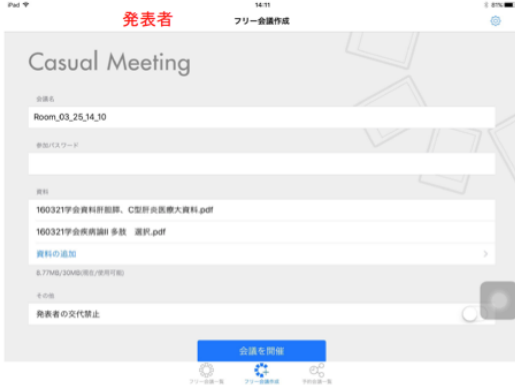 iPad
14:11
81%
発表者
フリー会議作成
Casual Meeting
会議名
Room_03_25_14_10
参加パスワード
資料
160321学会資料肝胆膵、C型肝炎医療大資料.pdf
160321学会疾病論II 多肢　選択.pdf
資料の追加
8.77MB/30MB(現在/使用可能)
その他
発表者の交代禁止
会議を開催
フリー会議一覧
フリー会議作成
予約会議一覧